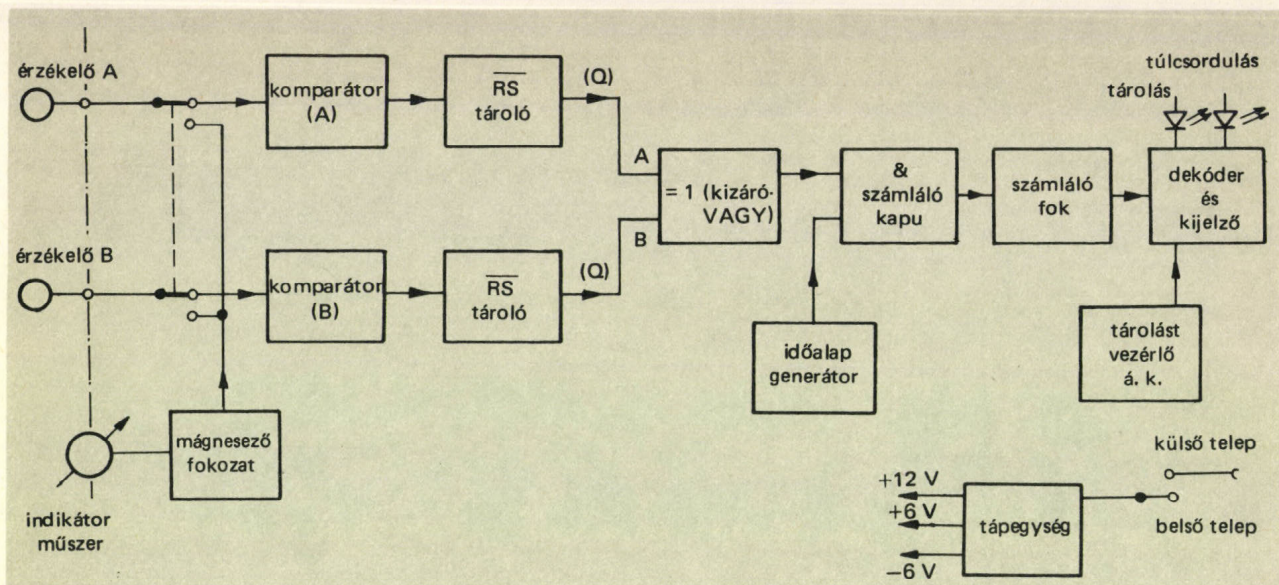 érzékelő A
komparátor
(A)
RS
tároló
(Q)
A
= 1 (kizáró-
VAGY)
B
&
számláló
kapu
számláló
fok
túlcsordulás
tárolás
dekóder
és
kijelző
érzékelő B
komparátor
(B)
RS
tároló
(Q)
időalap
generátor
tárolást
vezérlő
á. k.
mágnesező
fokozat
indikátor
műszer
+12 V
+6 V
−6 V
tápegység
külső telep
belső telep